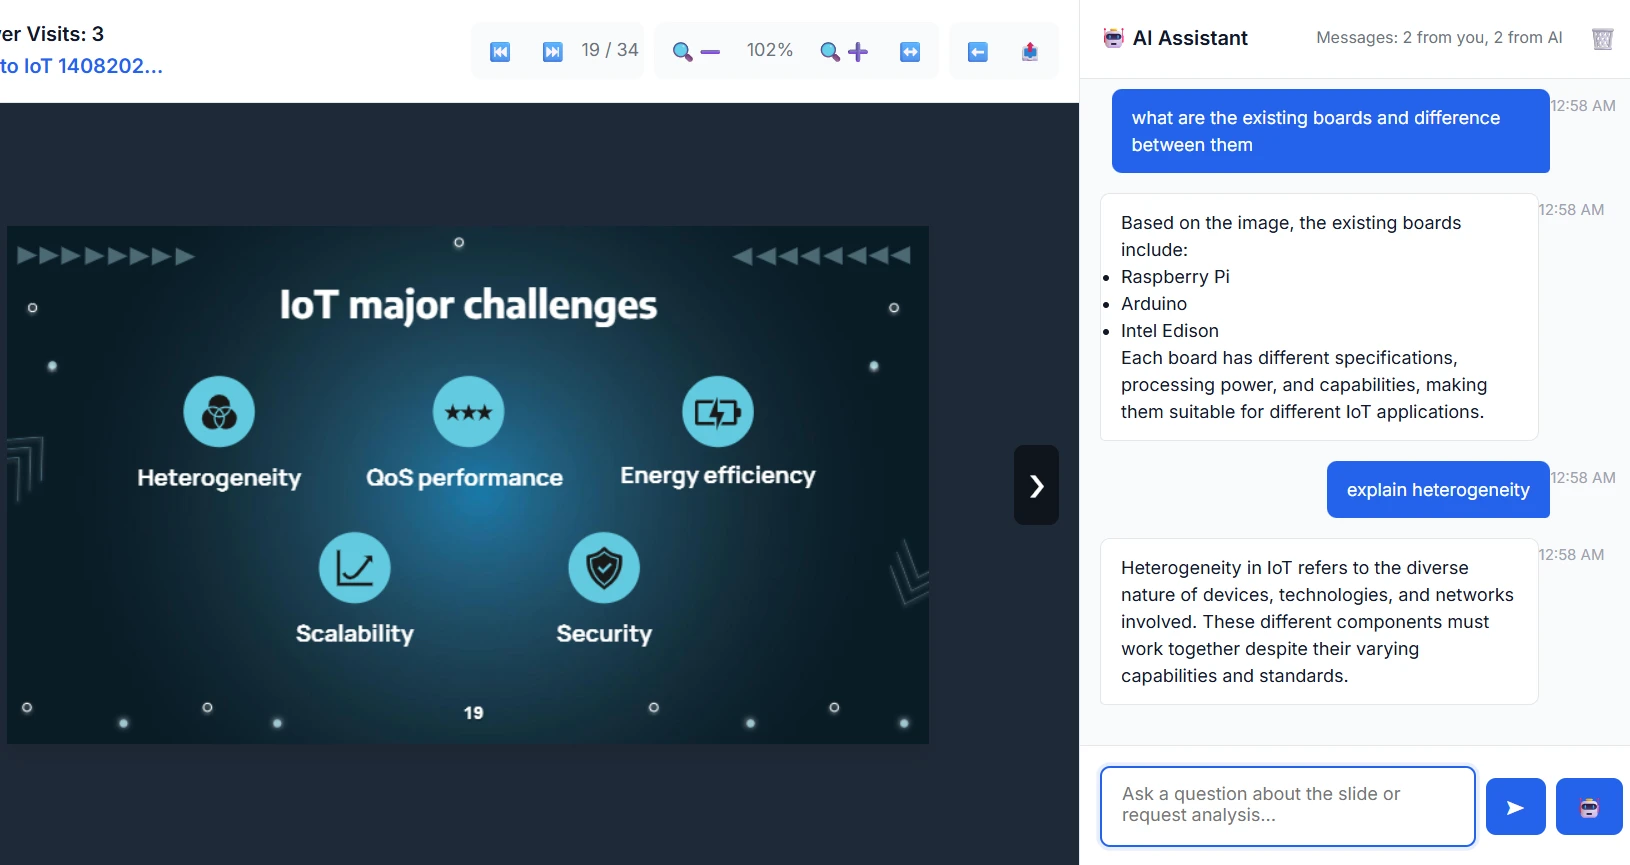 er Visits: 3
to IoT 1408202...
19 / 34
102%
IoT major challenges
Heterogeneity
QoS performance
Energy efficiency
Scalability
Security
19
AI Assistant
Messages: 2 from you, 2 from AI
what are the existing boards and difference
between them
12:58 AM
Based on the image, the existing boards
include:
Raspberry Pi
Arduino
Intel Edison
Each board has different specifications,
processing power, and capabilities, making
them suitable for different IoT applications.
12:58 AM
explain heterogeneity
12:58 AM
Heterogeneity in IoT refers to the diverse
nature of devices, technologies, and networks
involved. These different components must
work together despite their varying
capabilities and standards.
12:58 AM
Ask a question about the slide or
request analysis...